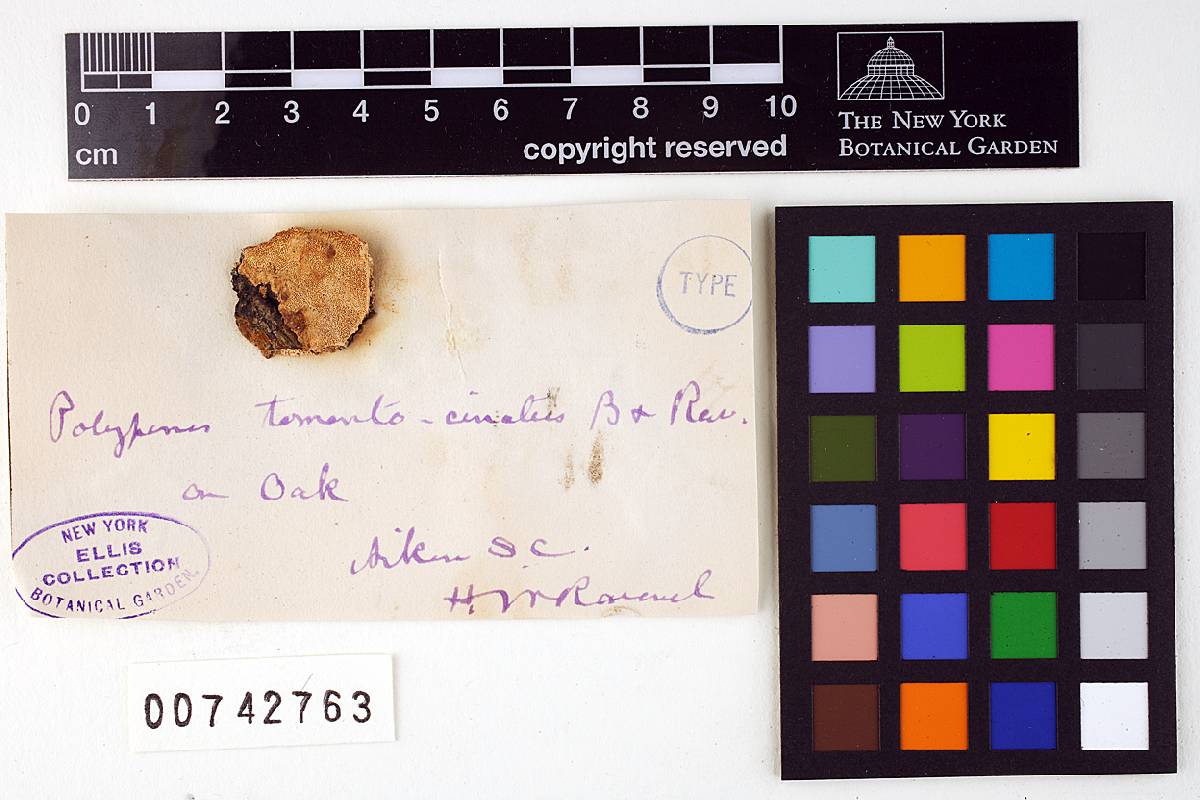 0 1 2 3 4 5 6 7 8 9 10
cm
copyright reserved
THE NEW YORK
BOTANICAL GARDEN
TYPE
Polyporus tomento-cinctus B & Rav.
on Oak
Aiken S C.
H W Ravenel
NEW YORK
ELLIS
COLLECTION
BOTANICAL GARDEN
00742763